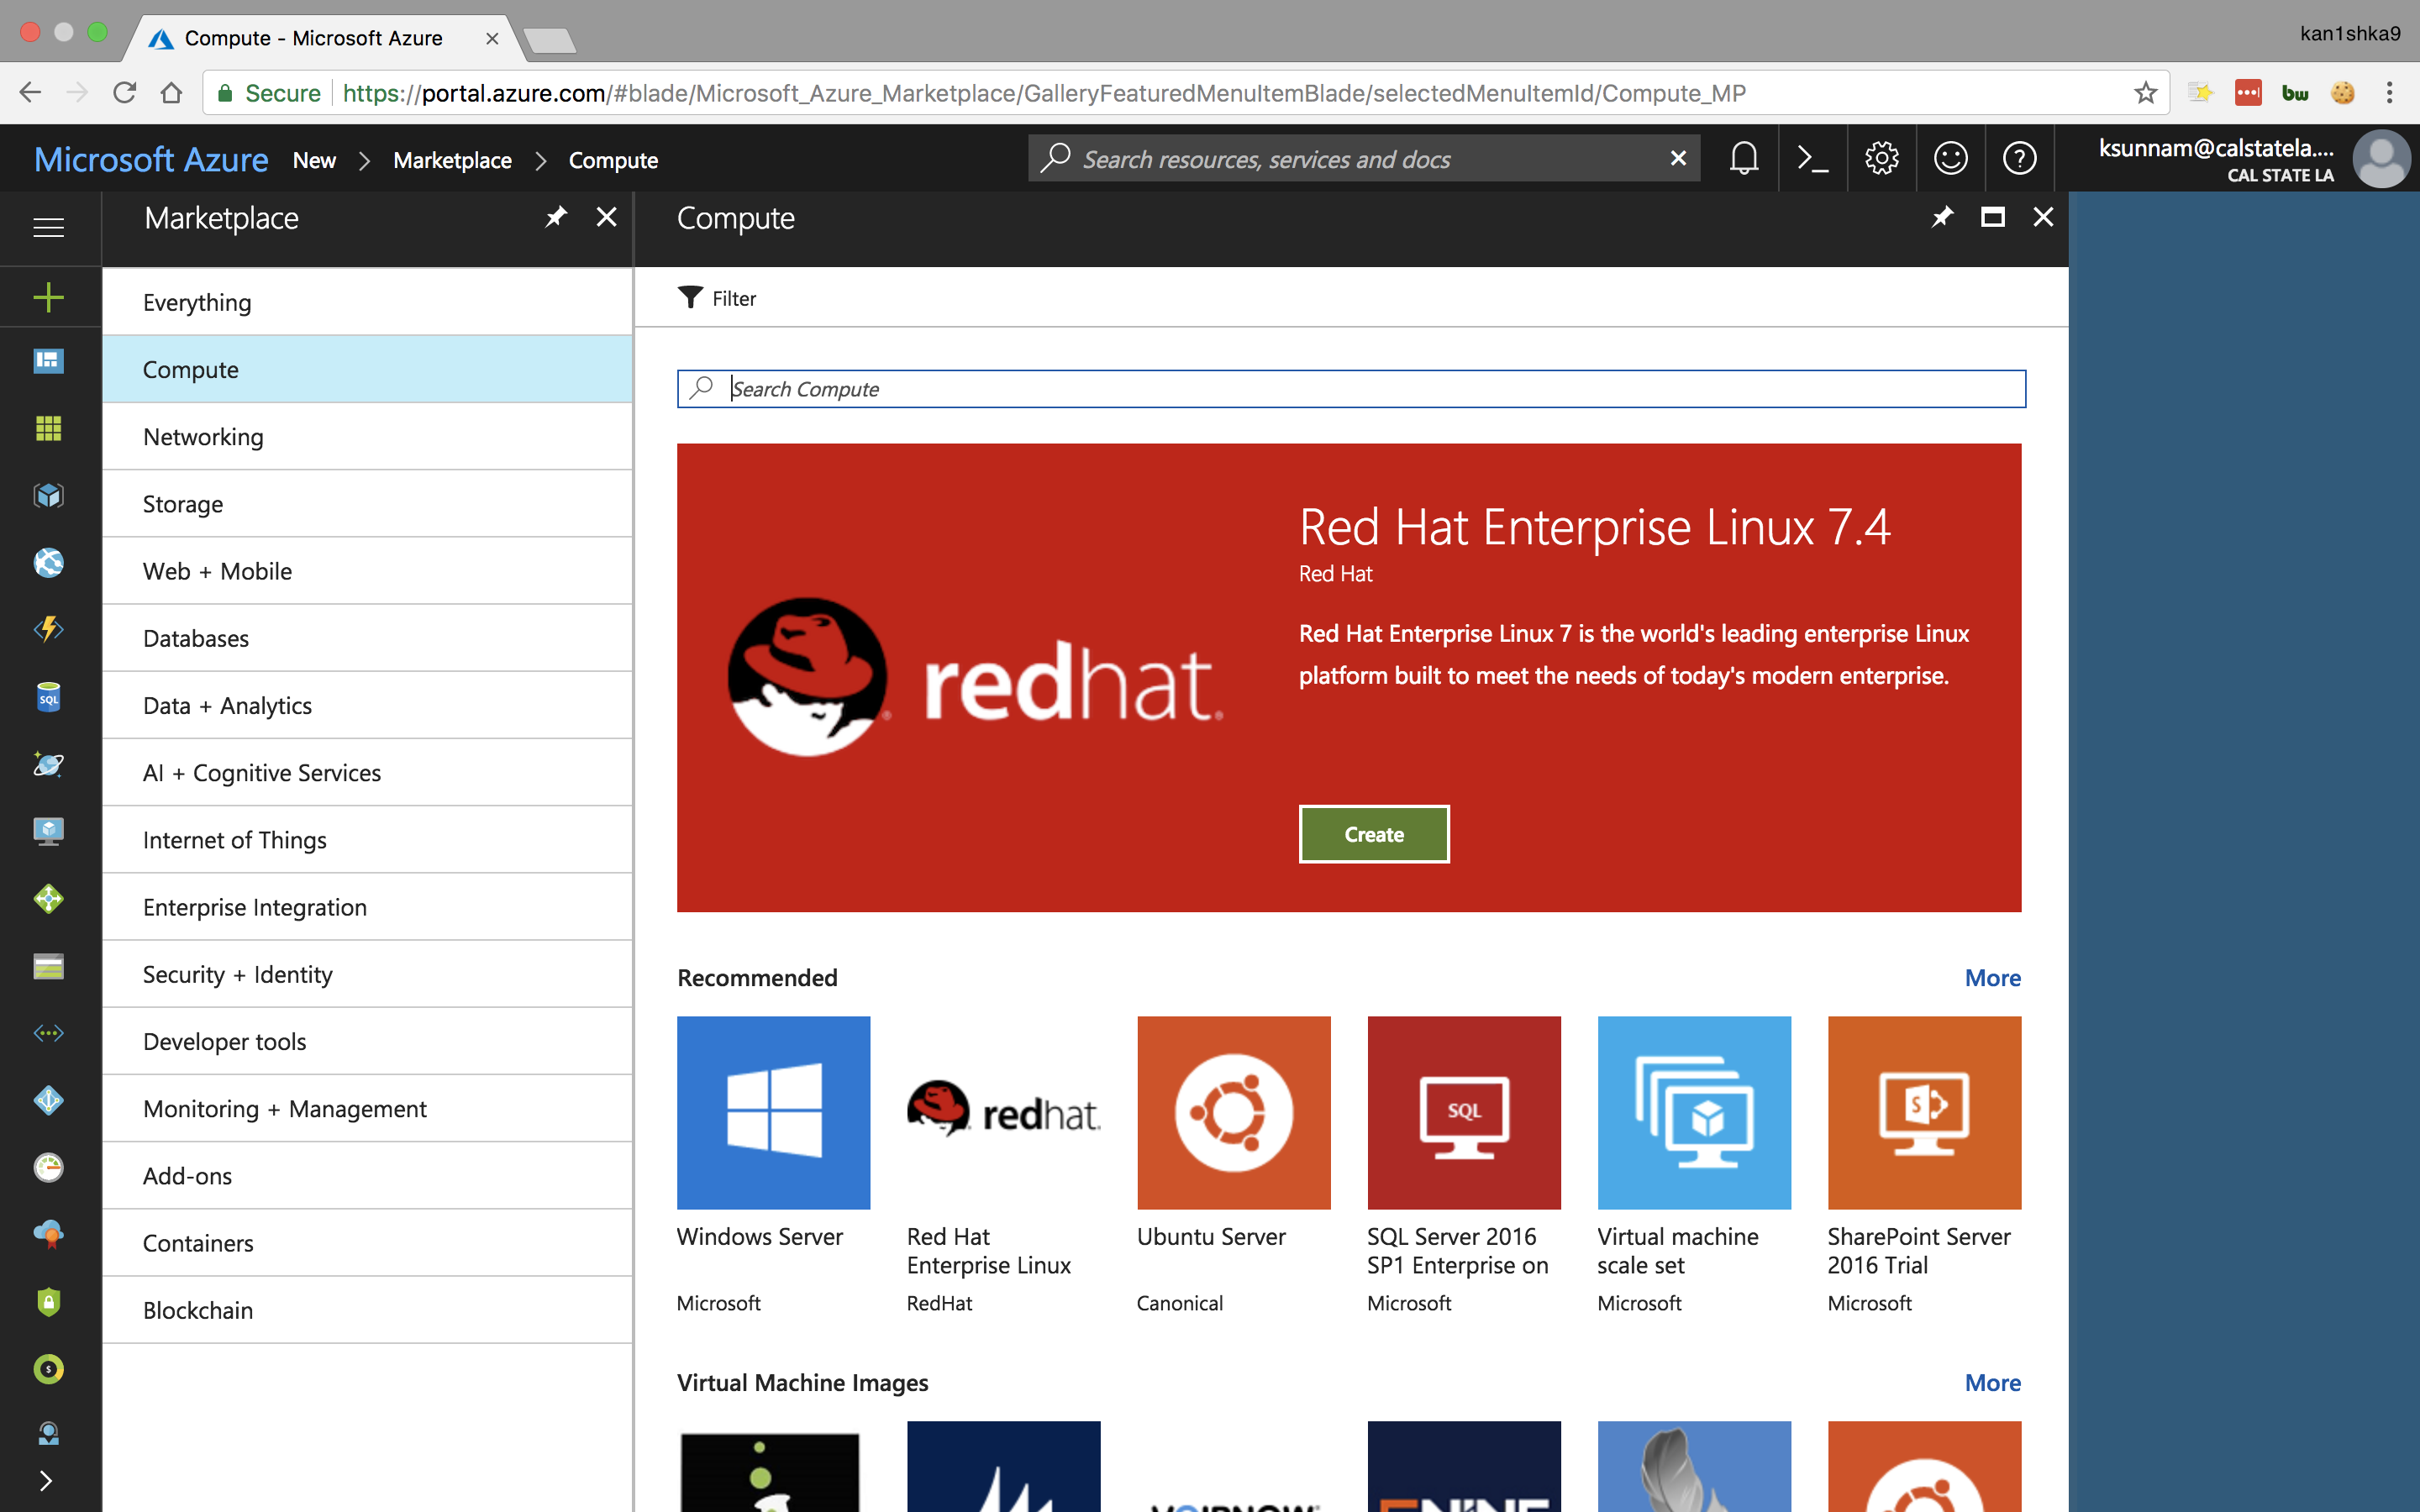 Compute - Microsoft Azure
kan1shka9
Secure https://portal.azure.com/#blade/Microsoft_Azure_Marketplace/GalleryFeaturedMenuItemBlade/selectedMenuItemId/Compute_MP
bw
Microsoft Azure New Marketplace Compute
Search resources, services and docs
ksunnam@calstatela....
CAL STATE LA
Marketplace
Everything
Compute
Networking
Storage
Web + Mobile
Databases
Data + Analytics
AI + Cognitive Services
Internet of Things
Enterprise Integration
Security + Identity
Developer tools
Monitoring + Management
Add-ons
Containers
Blockchain
SQL
Compute
Filter
Search Compute
redhat.
Red Hat Enterprise Linux 7.4
Red Hat
Red Hat Enterprise Linux 7 is the world's leading enterprise Linux
platform built to meet the needs of today's modern enterprise.
Create
Recommended
More
Windows Server
Microsoft
redhat.
Red Hat
Enterprise Linux
RedHat
Ubuntu Server
Canonical
SQL
SQL Server 2016
SP1 Enterprise on
Microsoft
Virtual machine
scale set
Microsoft
S
SharePoint Server
2016 Trial
Microsoft
Virtual Machine Images
More